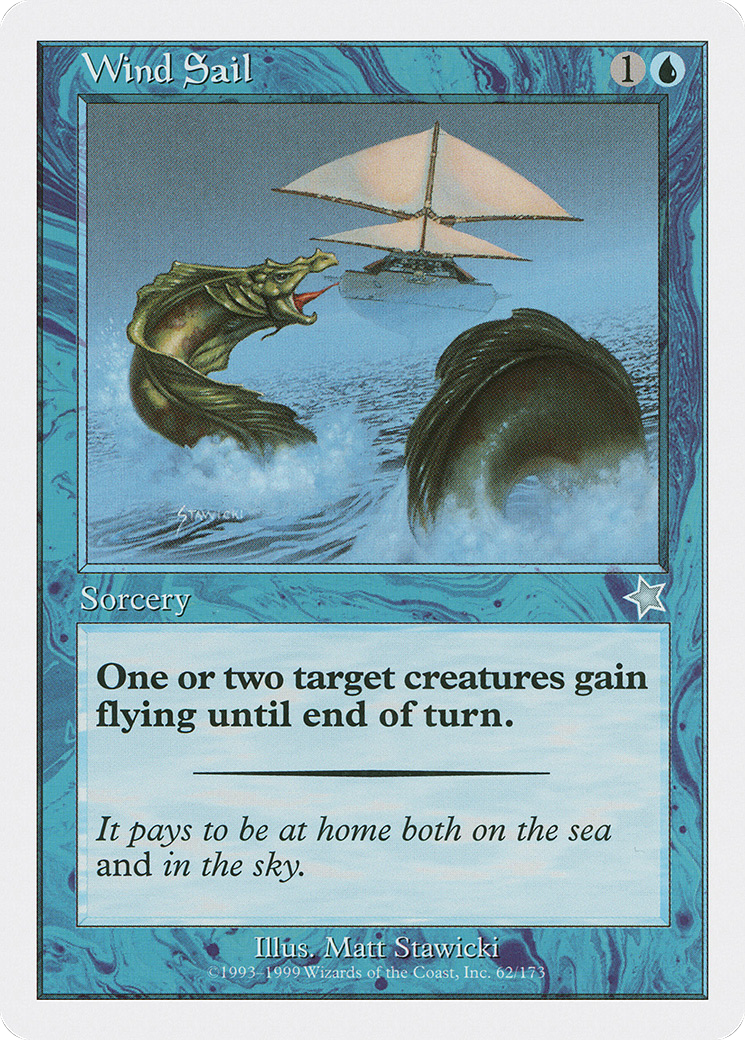 Wind Sail
1
STAWICKI
Sorcery
One or two target creatures gain
flying until end of turn.
It pays to be at home both on the sea
and in the sky.
Illus. Matt Stawicki
©1993–1999 Wizards of the Coast, Inc. 62/173